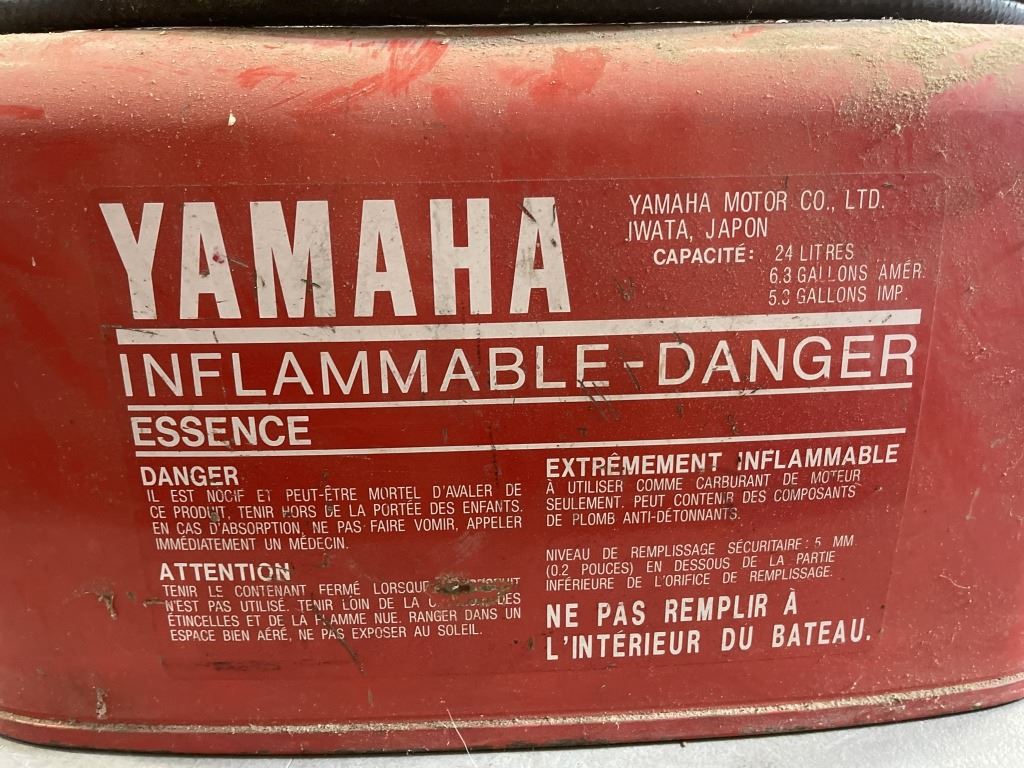 YAMAHA
YAMAHA MOTOR CO., LTD.
IWATA, JAPON
CAPACITÉ: 24 LITRES
6.3 GALLONS AMÉR.
GALLONS IMP.
INFLAMMABLE-DANGER
ESSENCE
DANGER
IL EST NOCIF ET PEUT-ÊTRE MORTEL D'AVALER DE
CE PRODUIT. TENIR HORS DE LA PORTÉE DES ENFANTS.
EN CAS D'ABSORPTION, NE PAS FAIRE VOMIR, APPELER
IMMÉDIATEMENT UN MÉDECIN.
ATTENTION
TENIR LE CONTENANT FERMÉ LORSQUE
N'EST PAS UTILISÉ. TENIR LOIN DE LA DES
ÉTINCELLES ET DE LA FLAMME NUE. RANGER DANS UN
ESPACE BIEN AÉRÉ, NE PAS EXPOSER AU SOLEIL.
EXTRÊMEMENT INFLAMMABLE
À UTILISER COMME CARBURANT DE MOTEUR
SEULEMENT. PEUT CONTENIR DES COMPOSANTS
DE PLOMB ANTI-DÉTONNANTS.
NIVEAU DE REMPLISSAGE SÉCURITAIRE: 5 MM
(0.2 POUCES) EN DESSOUS DE LA PARTIE
INFÉRIEURE DE L'ORIFICE DE REMPLISSAGE.
NE PAS REMPLIR À
L'INTÉRIEUR DU BATEAU.